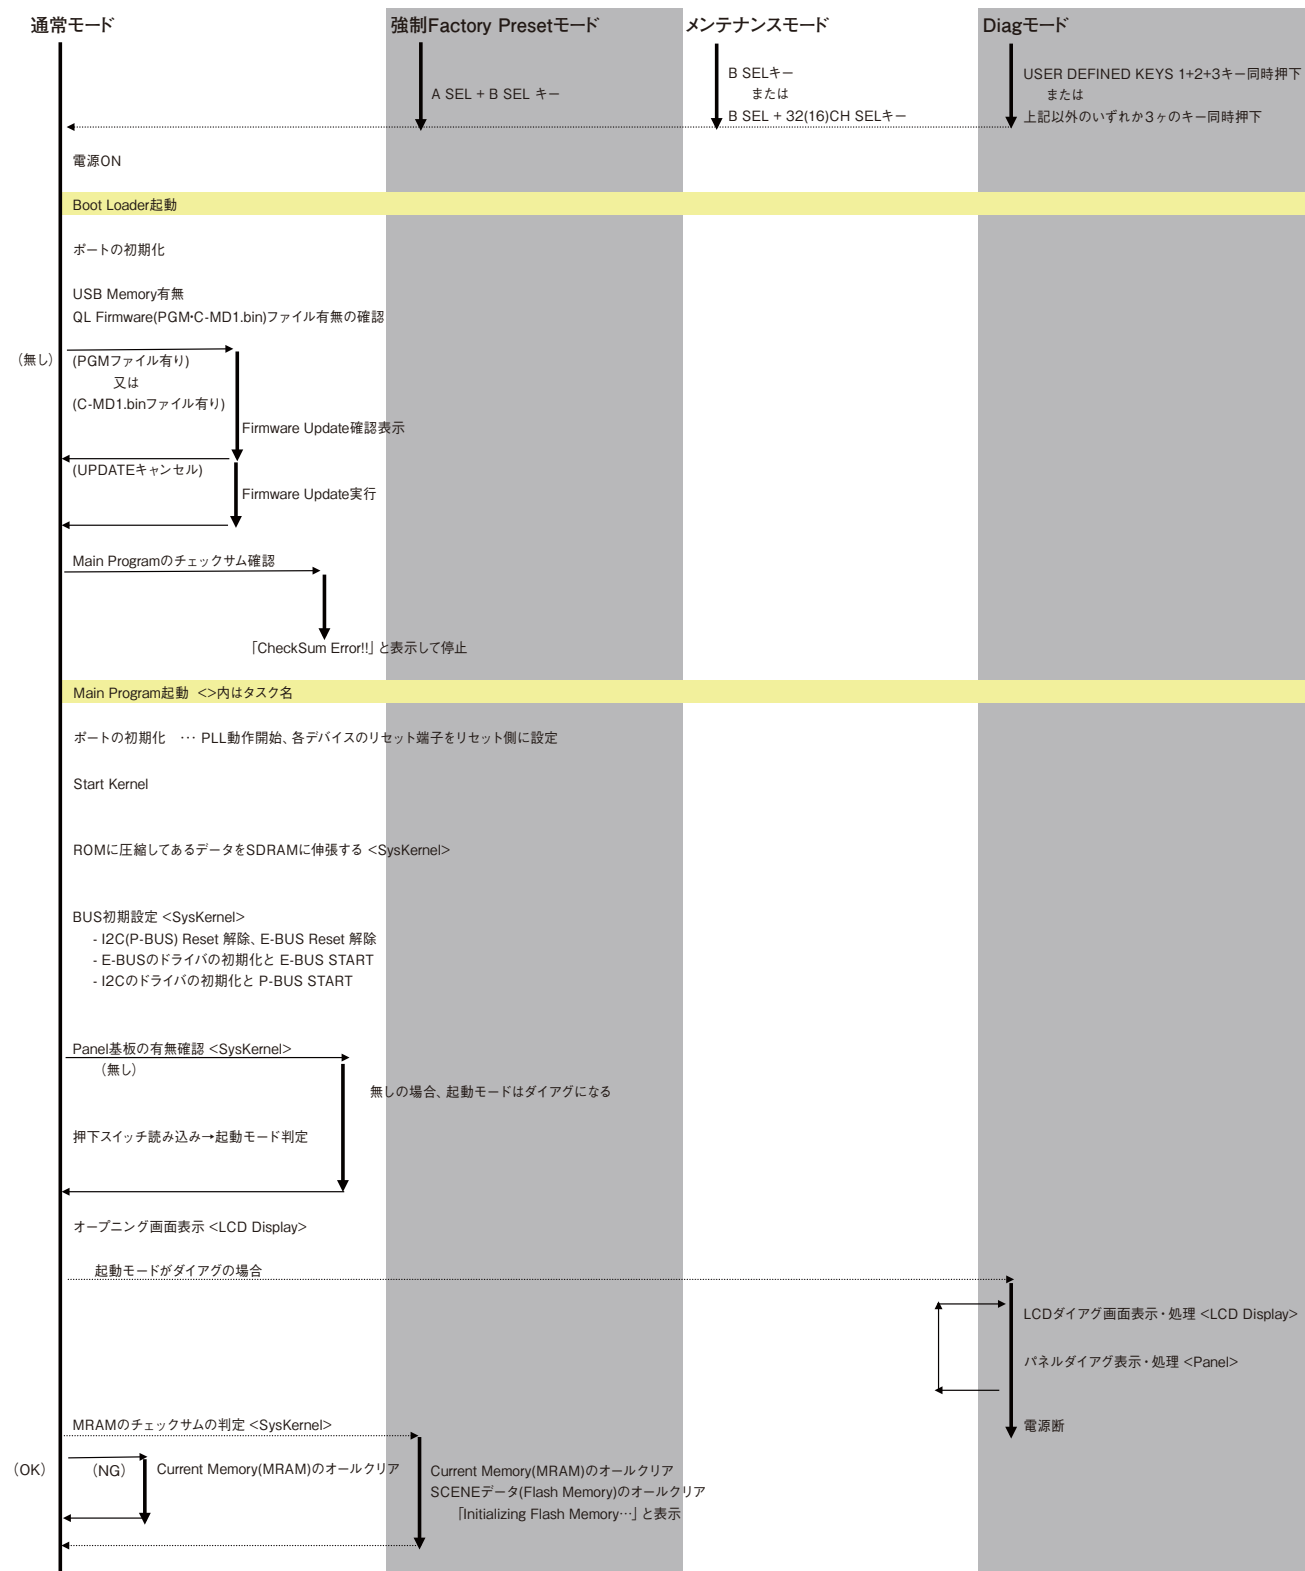 通常モード
強制Factory Presetモード
メンテナンスモード
Diagモード
A SEL + B SEL キー
B SELキー
または
B SEL + 32(16)CH SELキー
USER DEFINED KEYS 1+2+3キー同時押下
または
上記以外のいずれか3ヶのキー同時押下
電源ON
Boot Loader起動
ポートの初期化
USB Memory有無
QL Firmware(PGM・C-MD1.bin)ファイル有無の確認
（無し）
(PGMファイル有り)
又は
(C-MD1.binファイル有り)
Firmware Update確認表示
(UPDATEキャンセル)
Firmware Update実行
Main Programのチェックサム確認
「CheckSum Error!!」と表示して停止
Main Program起動 <>内はタスク名
ポートの初期化 ･･･ PLL動作開始、各デバイスのリセット端子をリセット側に設定
Start Kernel
ROMに圧縮してあるデータをSDRAMに伸張する <SysKernel>
BUS初期設定 <SysKernel>
- I2C(P-BUS) Reset 解除、E-BUS Reset 解除
- E-BUSのドライバの初期化と E-BUS START
- I2Cのドライバの初期化と P-BUS START
Panel基板の有無確認 <SysKernel>
（無し）
無しの場合、起動モードはダイアグになる
押下スイッチ読み込み→起動モード判定
オープニング画面表示 <LCD Display>
起動モードがダイアグの場合
LCDダイアグ画面表示・処理 <LCD Display>
パネルダイアグ表示・処理 <Panel>
電源断
MRAMのチェックサムの判定 <SysKernel>
（OK）
（NG）
Current Memory(MRAM)のオールクリア
Current Memory(MRAM)のオールクリア
SCENEデータ(Flash Memory)のオールクリア
「Initializing Flash Memory…」と表示